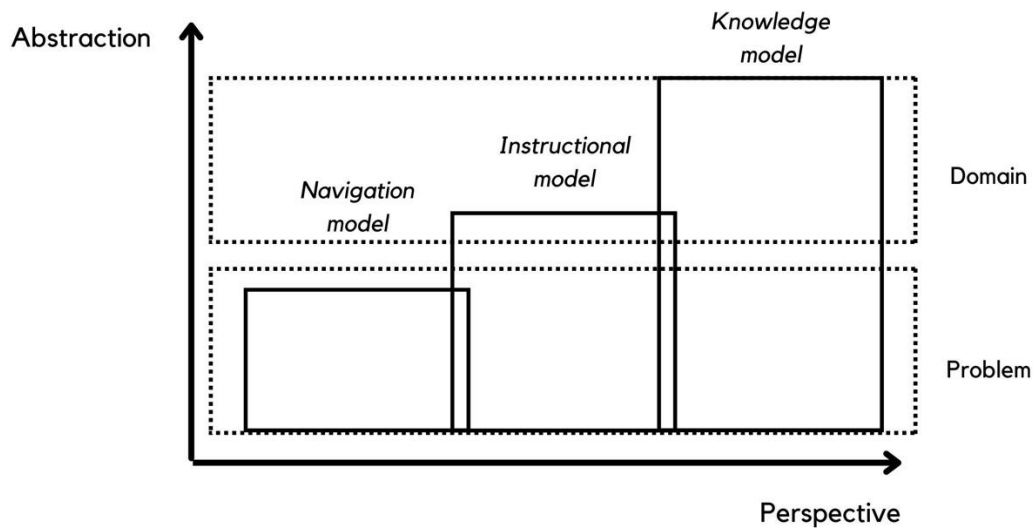 Abstraction
Knowledge
model
Instructional
model
Navigation
model
Domain
Problem
Perspective